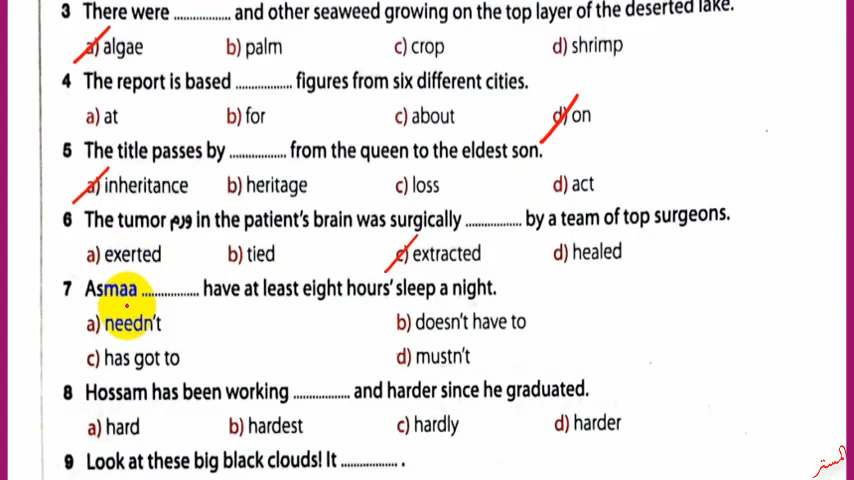 3 There were .................. and other seaweed growing on the top layer of the deserted lake.
a) algae b) palm c) crop d) shrimp
4 The report is based .................. figures from six different cities.
a) at b) for c) about d) on
5 The title passes by .................. from the queen to the eldest son.
a) inheritance b) heritage c) loss d) act
6 The tumor ورم in the patient's brain was surgically .................. by a team of top surgeons.
a) exerted b) tied c) extracted d) healed
7 Asmaa .................. have at least eight hours' sleep a night.
a) needn't b) doesn't have to
c) has got to d) mustn't
8 Hossam has been working .................. and harder since he graduated.
a) hard b) hardest c) hardly d) harder
9 Look at these big black clouds! It .................. .
المستر